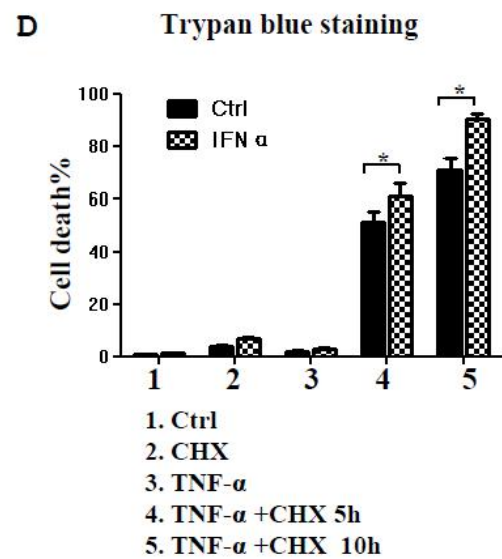 D Trypan blue staining
100
80
60
40
20
0
Cell death%
Ctrl
IFN α
*
*
1 2 3 4 5
1. Ctrl
2. CHX
3. TNF-α
4. TNF-α +CHX 5h
5. TNF-α +CHX 10h